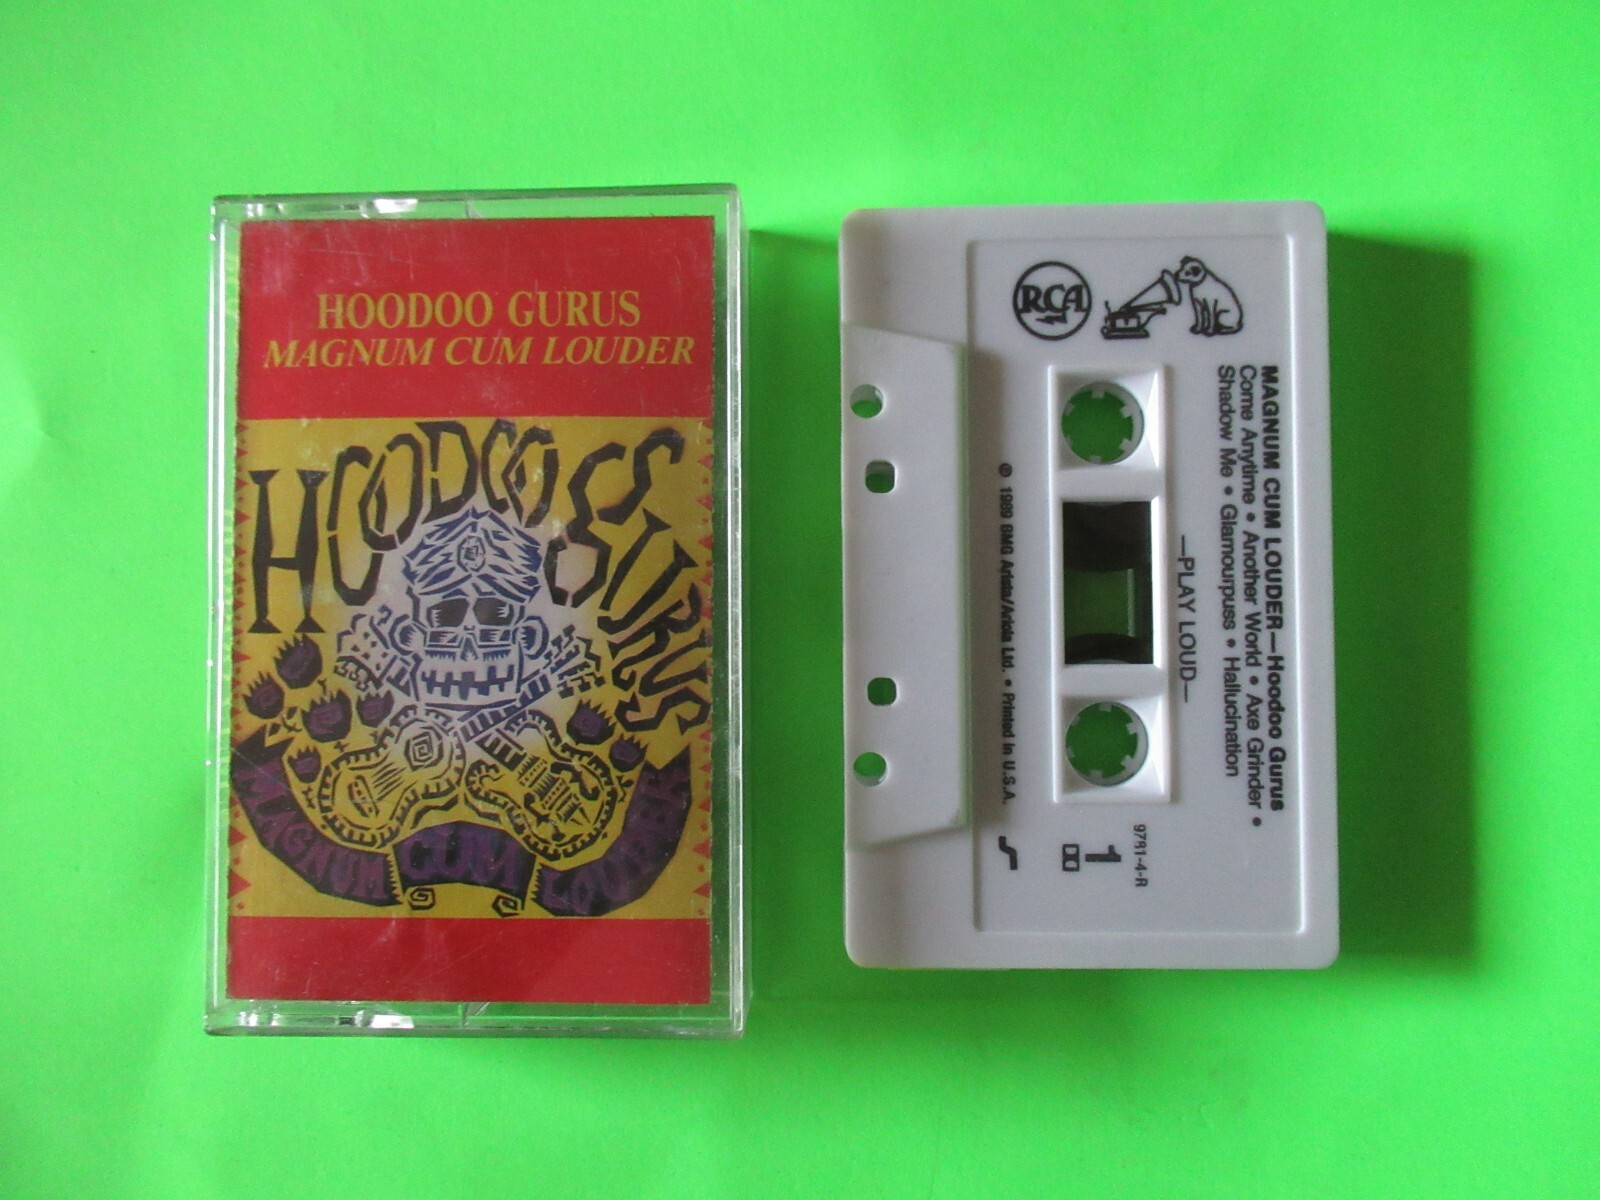 HOODOO GURUS
MAGNUM CUM LOUDER
HOODOO GURUS
MAGNUM CUM LOUDER
RCA
MAGNUM CUM LOUDER—Hoodoo Gurus
Come Anytime • Another World • Axe Grinder •
Shadow Me • Glamourpuss • Hallucination
—PLAY LOUD—
9781-4-R
1
℗ 1989 BMG Arista/Ariola Ltd. • Printed in U.S.A.